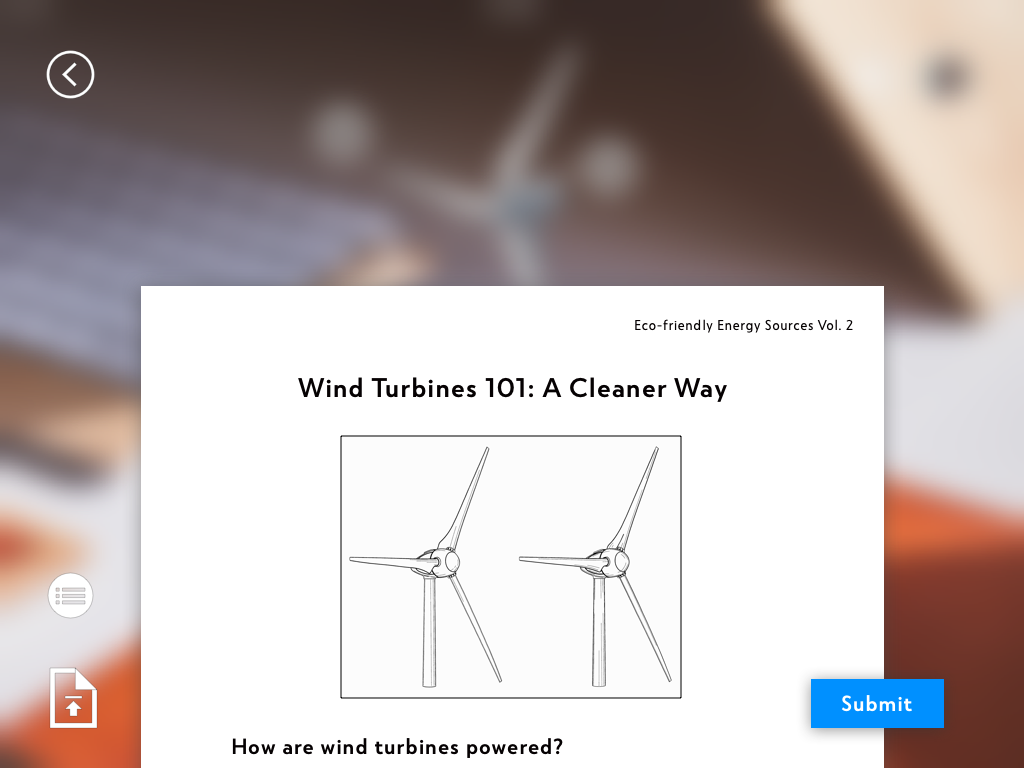 Eco-friendly Energy Sources Vol. 2
Wind Turbines 101: A Cleaner Way
How are wind turbines powered?
Submit